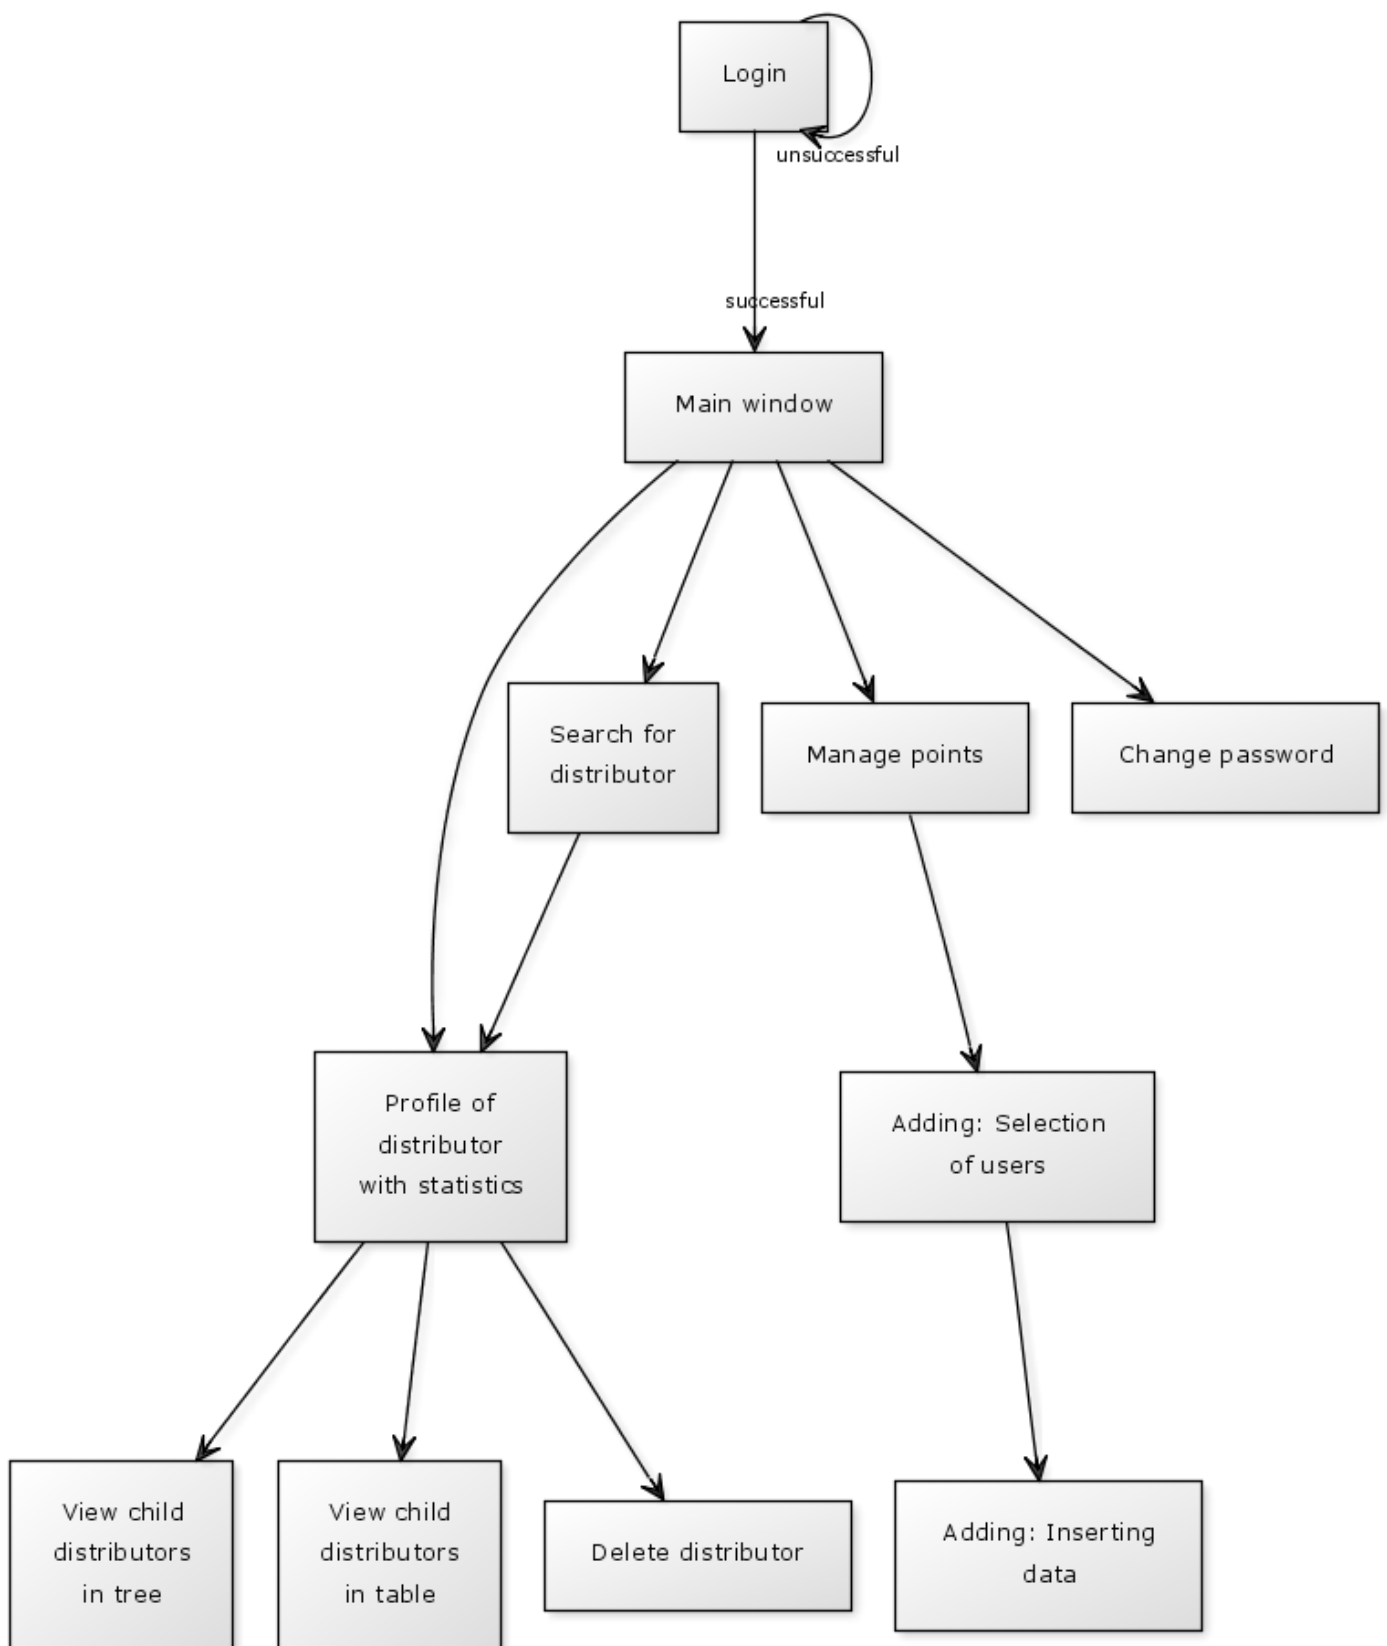 Login
unsuccessful
successful
Main window
Search for
distributor
Manage points
Change password
Profile of
distributor
with statistics
Adding: Selection
of users
View child
distributors
in tree
View child
distributors
in table
Delete distributor
Adding: Inserting
data